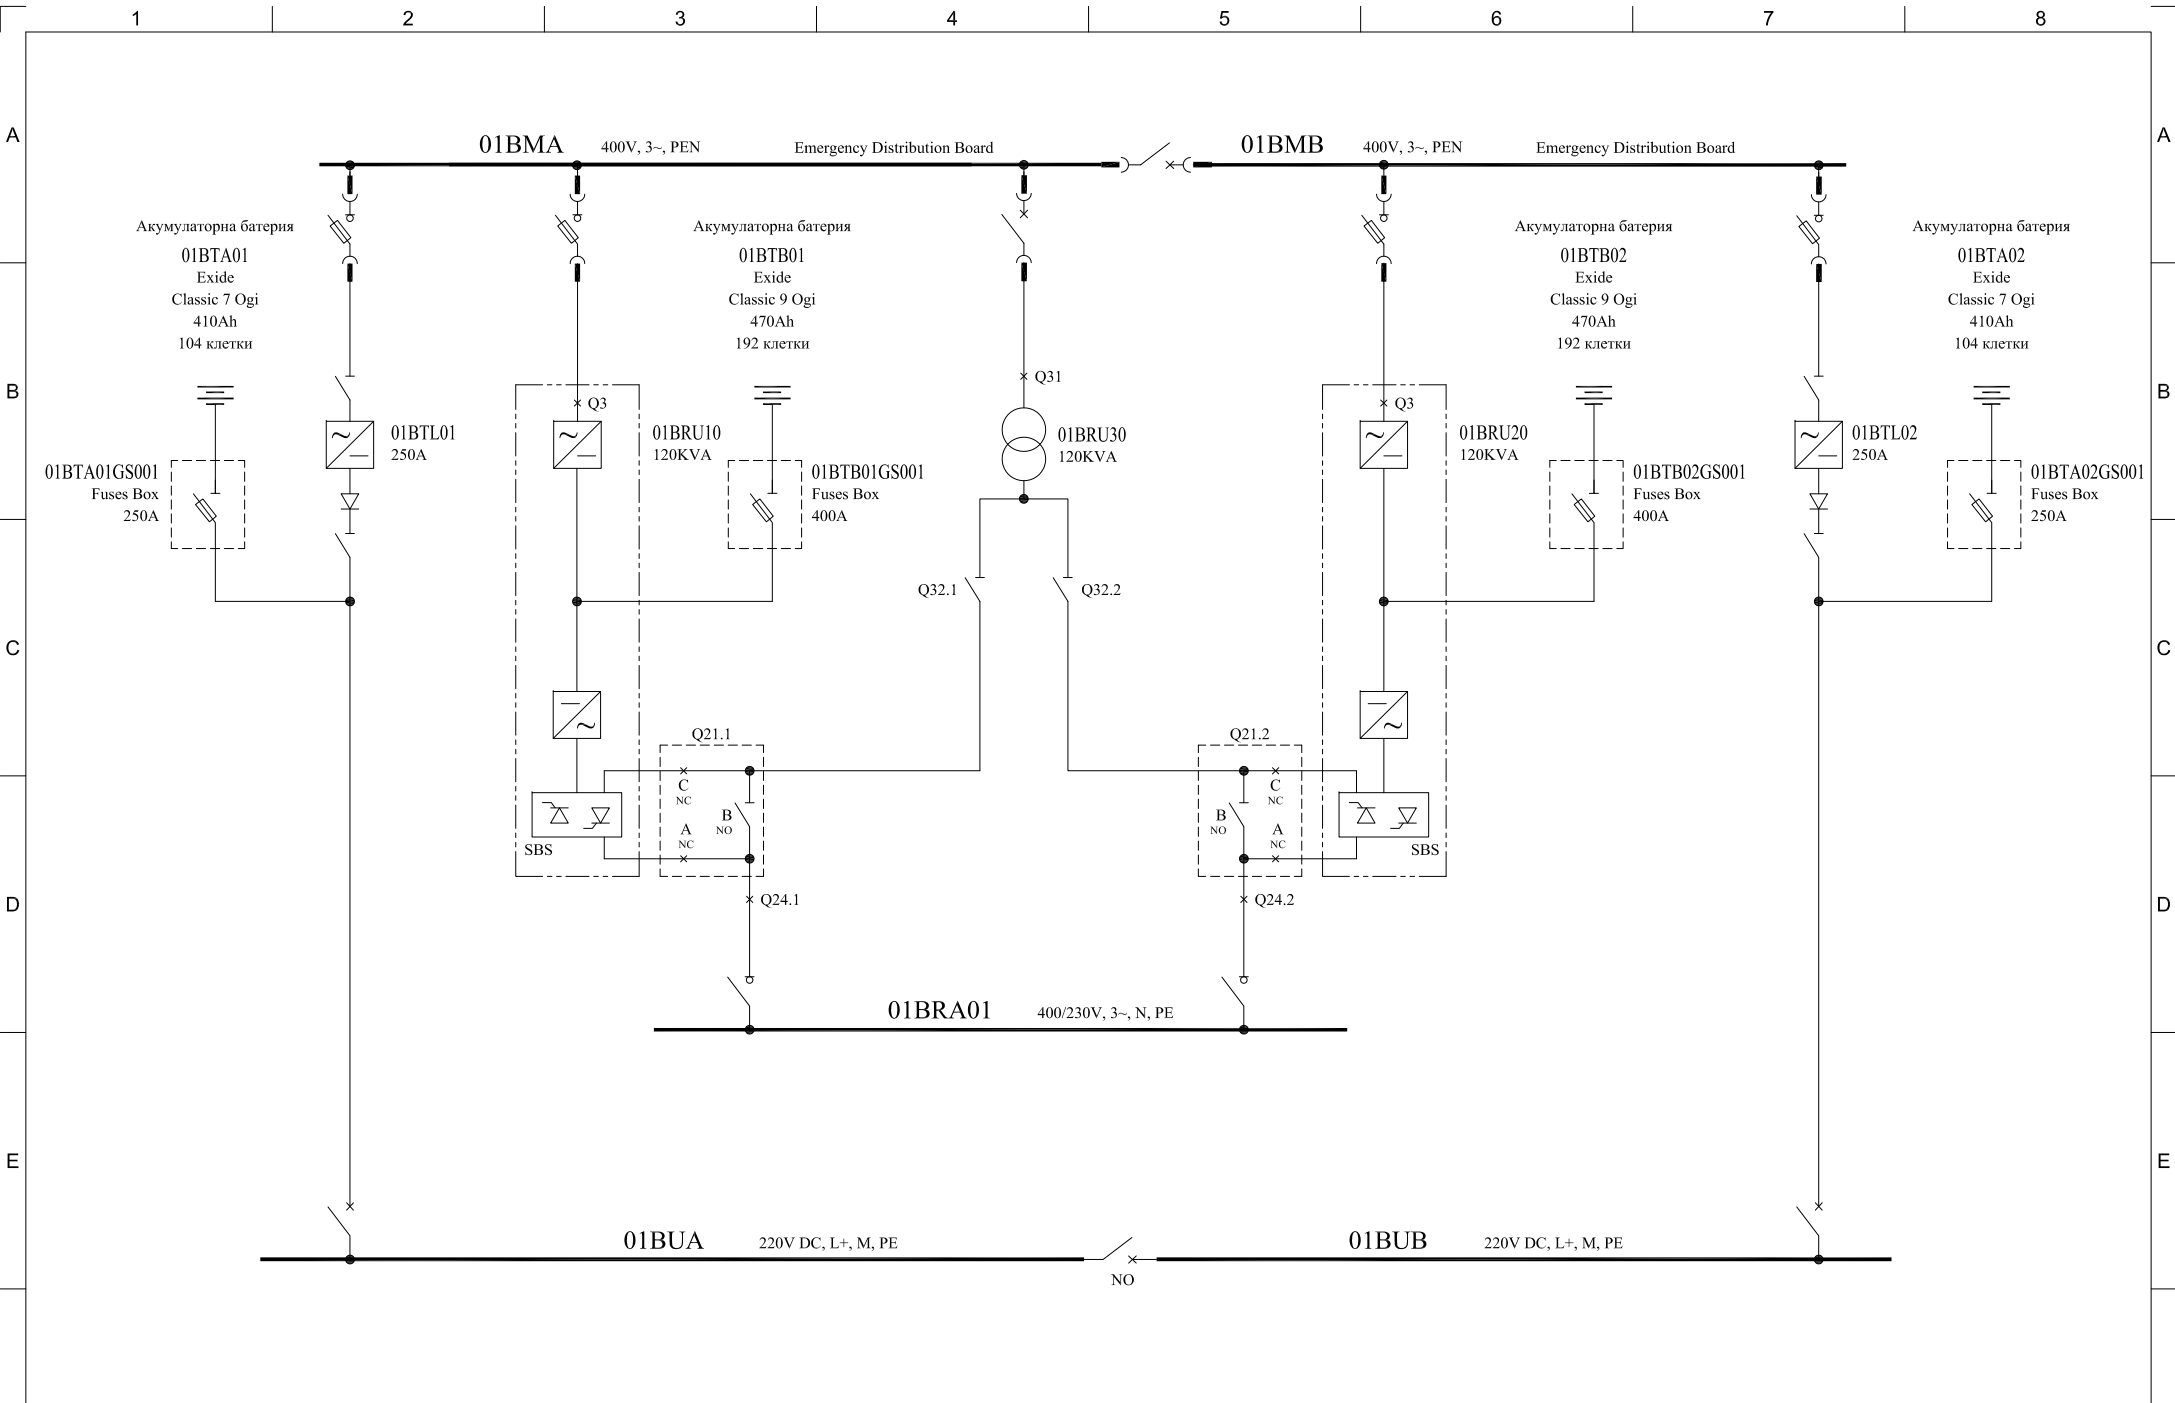 1 2 3 4 5 6 7 8
A
A
01BMA 400V, 3~, PEN Emergency Distribution Board
01BMB 400V, 3~, PEN Emergency Distribution Board
Акумулаторна батерия
01BTA01
Exide
Classic 7 Ogi
410Ah
104 клетки
Акумулаторна батерия
01BTB01
Exide
Classic 9 Ogi
470Ah
192 клетки
Акумулаторна батерия
01BTB02
Exide
Classic 9 Ogi
470Ah
192 клетки
Акумулаторна батерия
01BTA02
Exide
Classic 7 Ogi
410Ah
104 клетки
B
B
Q3
Q31
Q3
01BTL01
250A
01BRU10
120KVA
01BRU30
120KVA
01BRU20
120KVA
01BTL02
250A
01BTA01GS001
Fuses Box
250A
01BTB01GS001
Fuses Box
400A
01BTB02GS001
Fuses Box
400A
01BTA02GS001
Fuses Box
250A
Q32.1
Q32.2
C
C
Q21.1
C
NC
B
NO
A
NC
SBS
Q21.2
C
NC
B
NO
A
NC
SBS
D
D
Q24.1
Q24.2
01BRA01 400/230V, 3~, N, PE
E
E
01BUA 220V DC, L+, M, PE
01BUB 220V DC, L+, M, PE
NO